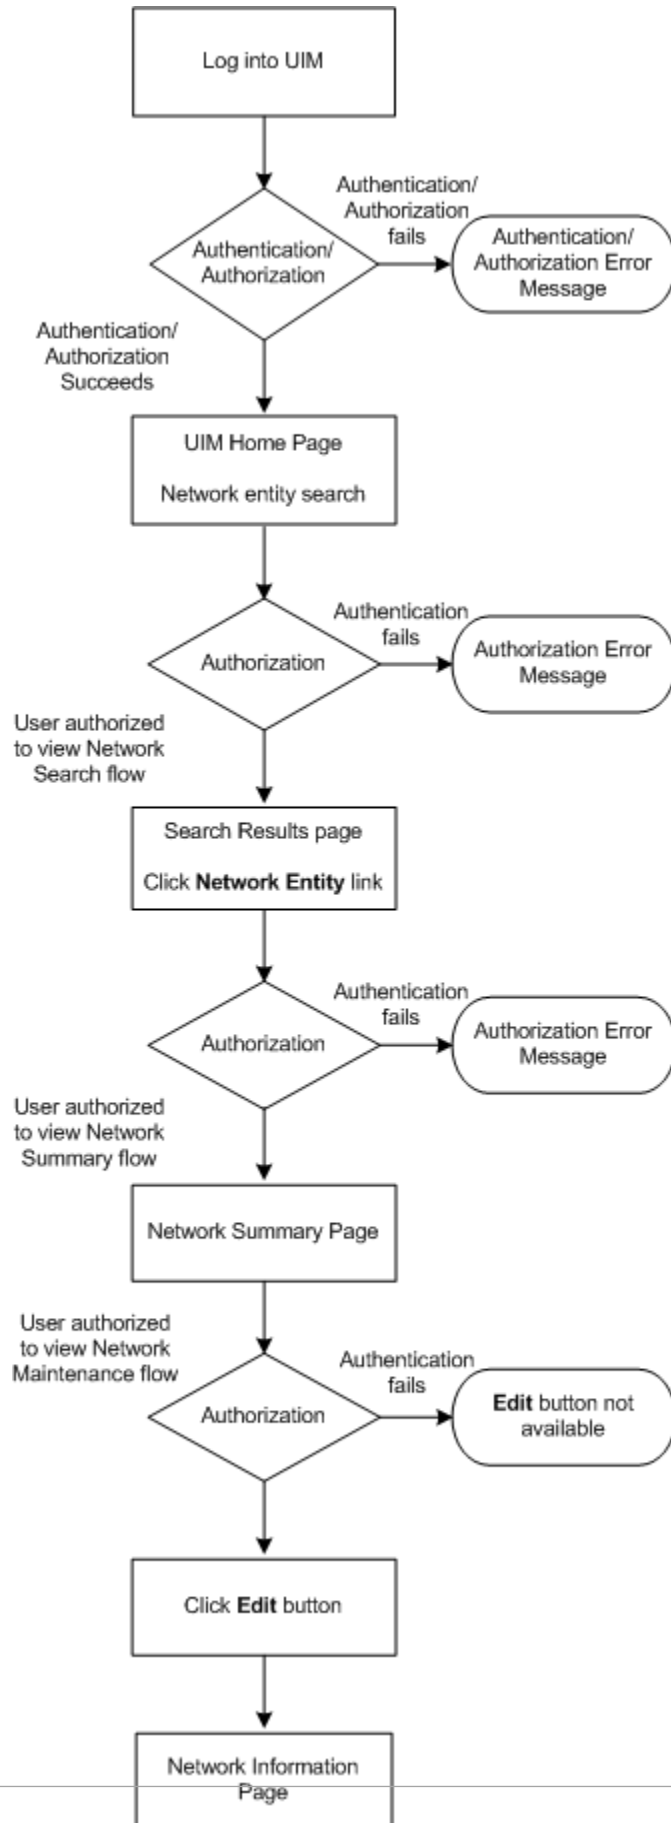 Log into UIM
Authentication/
Authorization
fails
Authentication/
Authorization
Authentication/
Authorization Error
Message
Authentication/
Authorization
Succeeds
UIM Home Page
Network entity search
Authentication
fails
Authorization
Authorization Error
Message
User authorized
to view Network
Search flow
Search Results page
Click Network Entity link
Authentication
fails
Authorization
Authorization Error
Message
User authorized
to view Network
Summary flow
Network Summary Page
User authorized
to view Network
Maintenance flow
Authentication
fails
Authorization
Edit button not
available
Click Edit button
Network Information
Page